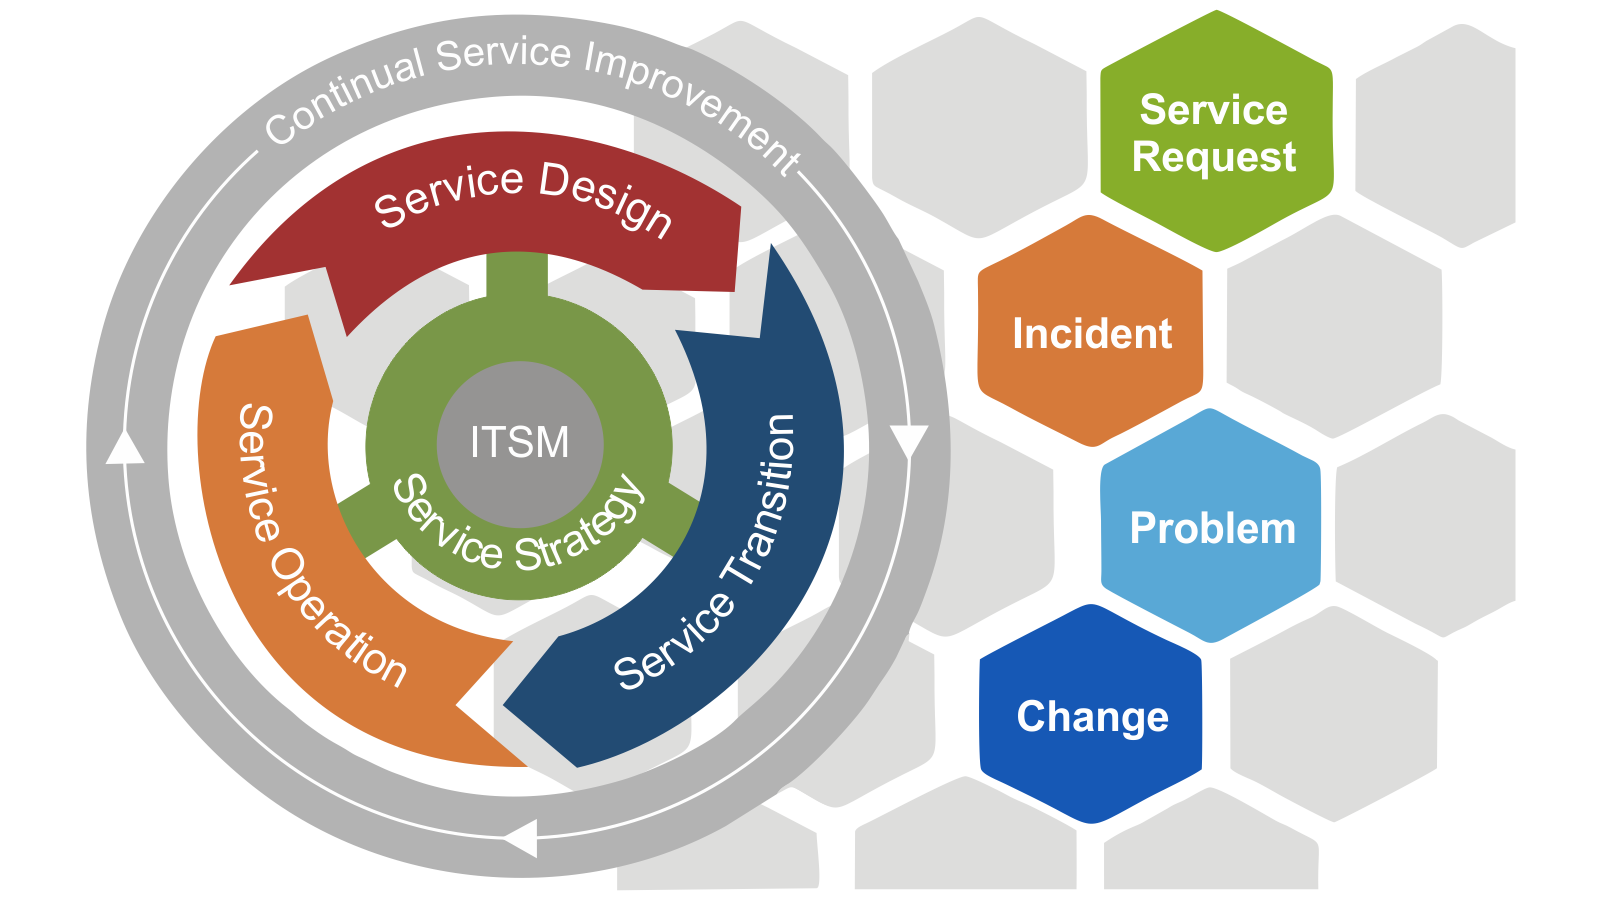 Continual Service Improvement
Service Design
Service Transition
Service Operation
Service Strategy
ITSM
Service
Request
Incident
Problem
Change